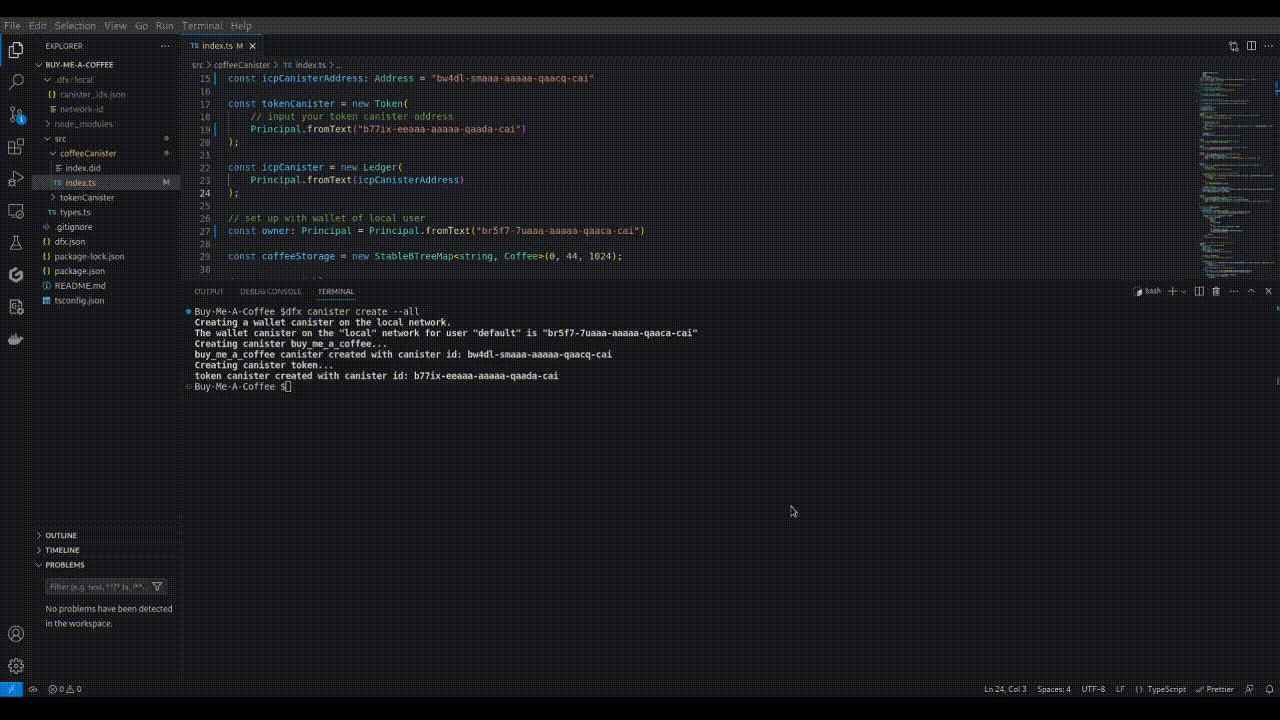 File Edit Selection View Go Run Terminal Help
EXPLORER ···
TS index.ts M ×
BUY-ME-A-COFFEE
.dfx/local
{} canister_ids.json
network-id
node_modules
src
coffeeCanister
index.did
TS index.ts M
tokenCanister
TS types.ts
.gitignore
{} dfx.json
{} package-lock.json
{} package.json
README.md
tsconfig.json
src > coffeeCanister > TS index.ts > ...
15 const icpCanisterAddress: Address = "bw4dl-smaaa-aaaaa-qaacq-cai"
16
17 const tokenCanister = new Token(
18 // input your token canister address
19 Principal.fromText("b77ix-eeaaa-aaaaa-qaada-cai")
20 );
21
22 const icpCanister = new Ledger(
23 Principal.fromText(icpCanisterAddress)
24 );
25
26 // set up with wallet of local user
27 const owner: Principal = Principal.fromText("br5f7-7uaaa-aaaaa-qaaca-cai")
28
29 const coffeeStorage = new StableBTreeMap<string, Coffee>(0, 44, 1024);
30
OUTPUT DEBUG CONSOLE TERMINAL
bash
Buy-Me-A-Coffee $dfx canister create --all
Creating a wallet canister on the local network.
The wallet canister on the "local" network for user "default" is "br5f7-7uaaa-aaaaa-qaaca-cai"
Creating canister buy_me_a_coffee...
buy_me_a_coffee canister created with canister id: bw4dl-smaaa-aaaaa-qaacq-cai
Creating canister token...
token canister created with canister id: b77ix-eeaaa-aaaaa-qaada-cai
Buy-Me-A-Coffee $
OUTLINE
TIMELINE
PROBLEMS
Filter (e.g. text, **/*.ts, !**...
No problems have been detected
in the workspace.
0 0
Ln 24, Col 3 Spaces: 4 UTF-8 LF {} TypeScript Prettier